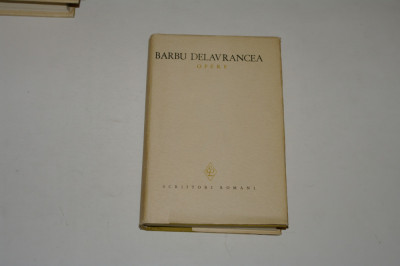 BARBU DELAVRANCEA
OPERE
SCRIITORI ROMÂNI